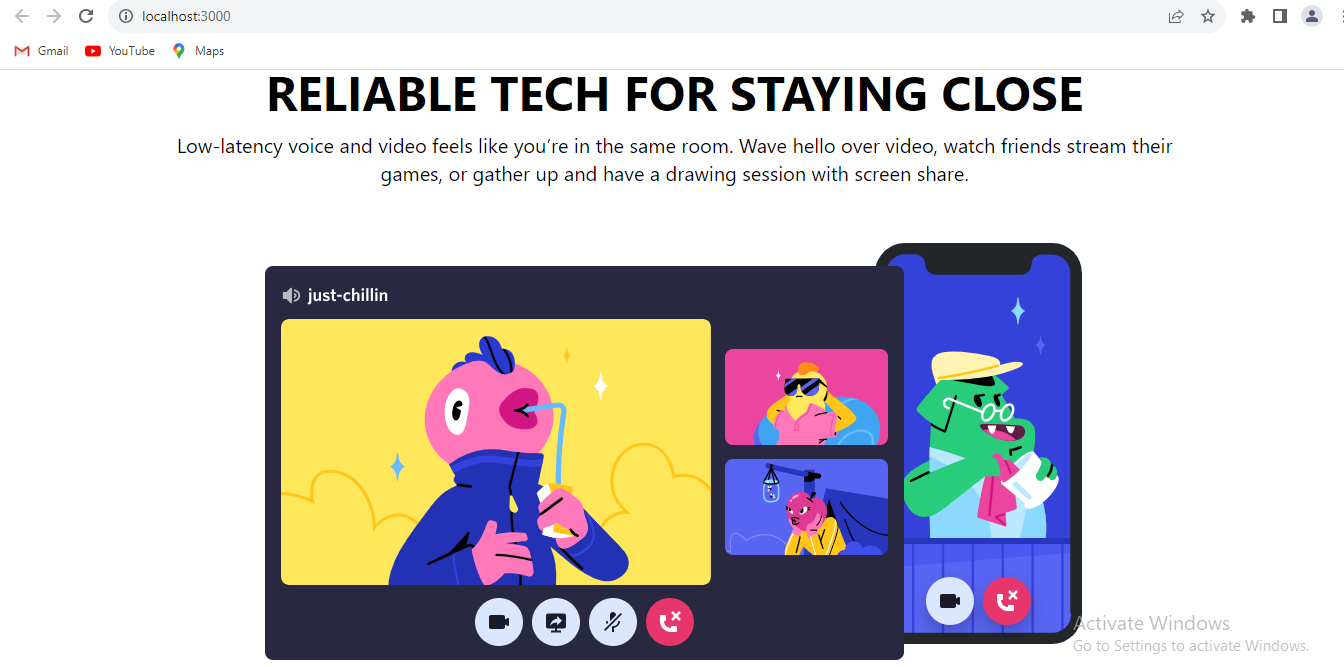 localhost:3000
Gmail YouTube Maps
RELIABLE TECH FOR STAYING CLOSE
Low-latency voice and video feels like you’re in the same room. Wave hello over video, watch friends stream their
games, or gather up and have a drawing session with screen share.
just-chillin
Activate Windows
Go to Settings to activate Windows.